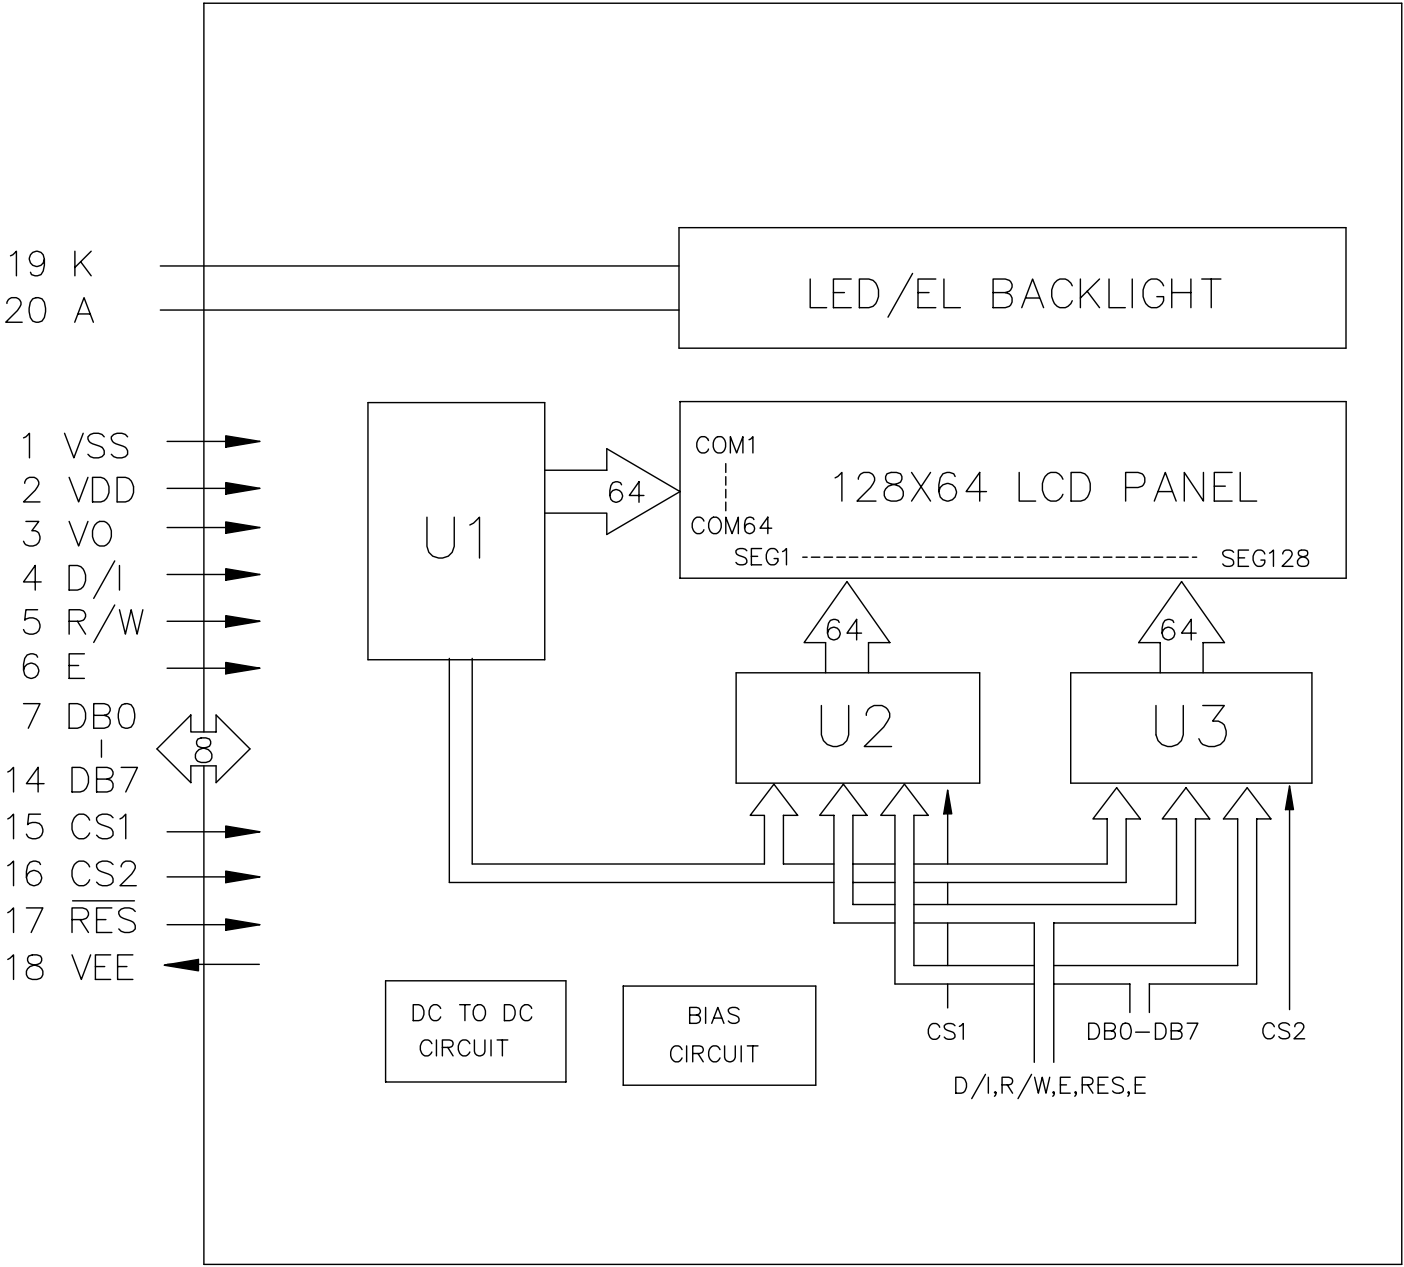 19 K
20 A
LED/EL BACKLIGHT
1 VSS
2 VDD
3 VO
4 D/I
5 R/W
6 E
7 DB0
14 DB7
8
15 CS1
16 CS2
17 RES
18 VEE
U1
64
COM1
COM64
128X64 LCD PANEL
SEG1
SEG128
64
64
U2
U3
CS1
DB0-DB7
CS2
D/I,R/W,E,RES,E
DC TO DC
CIRCUIT
BIAS
CIRCUIT